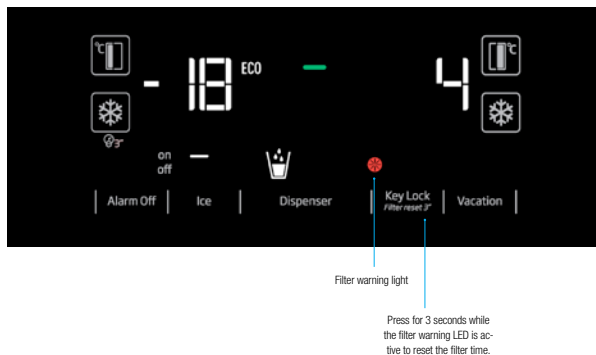 °C
°C
-18
ECO
4
3"
on
off
Alarm Off
Ice
Dispenser
Key Lock
Filter reset 3"
Vacation
Filter warning light
Press for 3 seconds while
the filter warning LED is ac-
tive to reset the filter time.